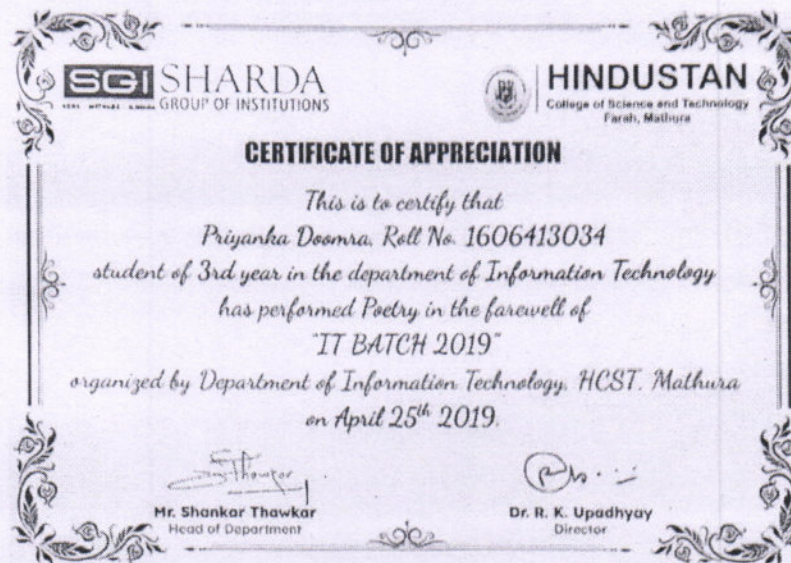 SGI SHARDA
GROUP OF INSTITUTIONS
HINDUSTAN
College of Science and Technology
Farah, Mathura
CERTIFICATE OF APPRECIATION
This is to certify that
Priyanka Doomra, Roll No. 1606413034
student of 3rd year in the department of Information Technology
has performed Poetry in the farewell of
"IT BATCH 2019"
organized by Department of Information Technology, HCST, Mathura
on April 25th 2019.
Mr. Shankar Thawkar
Head of Department
Dr. R. K. Upadhyay
Director